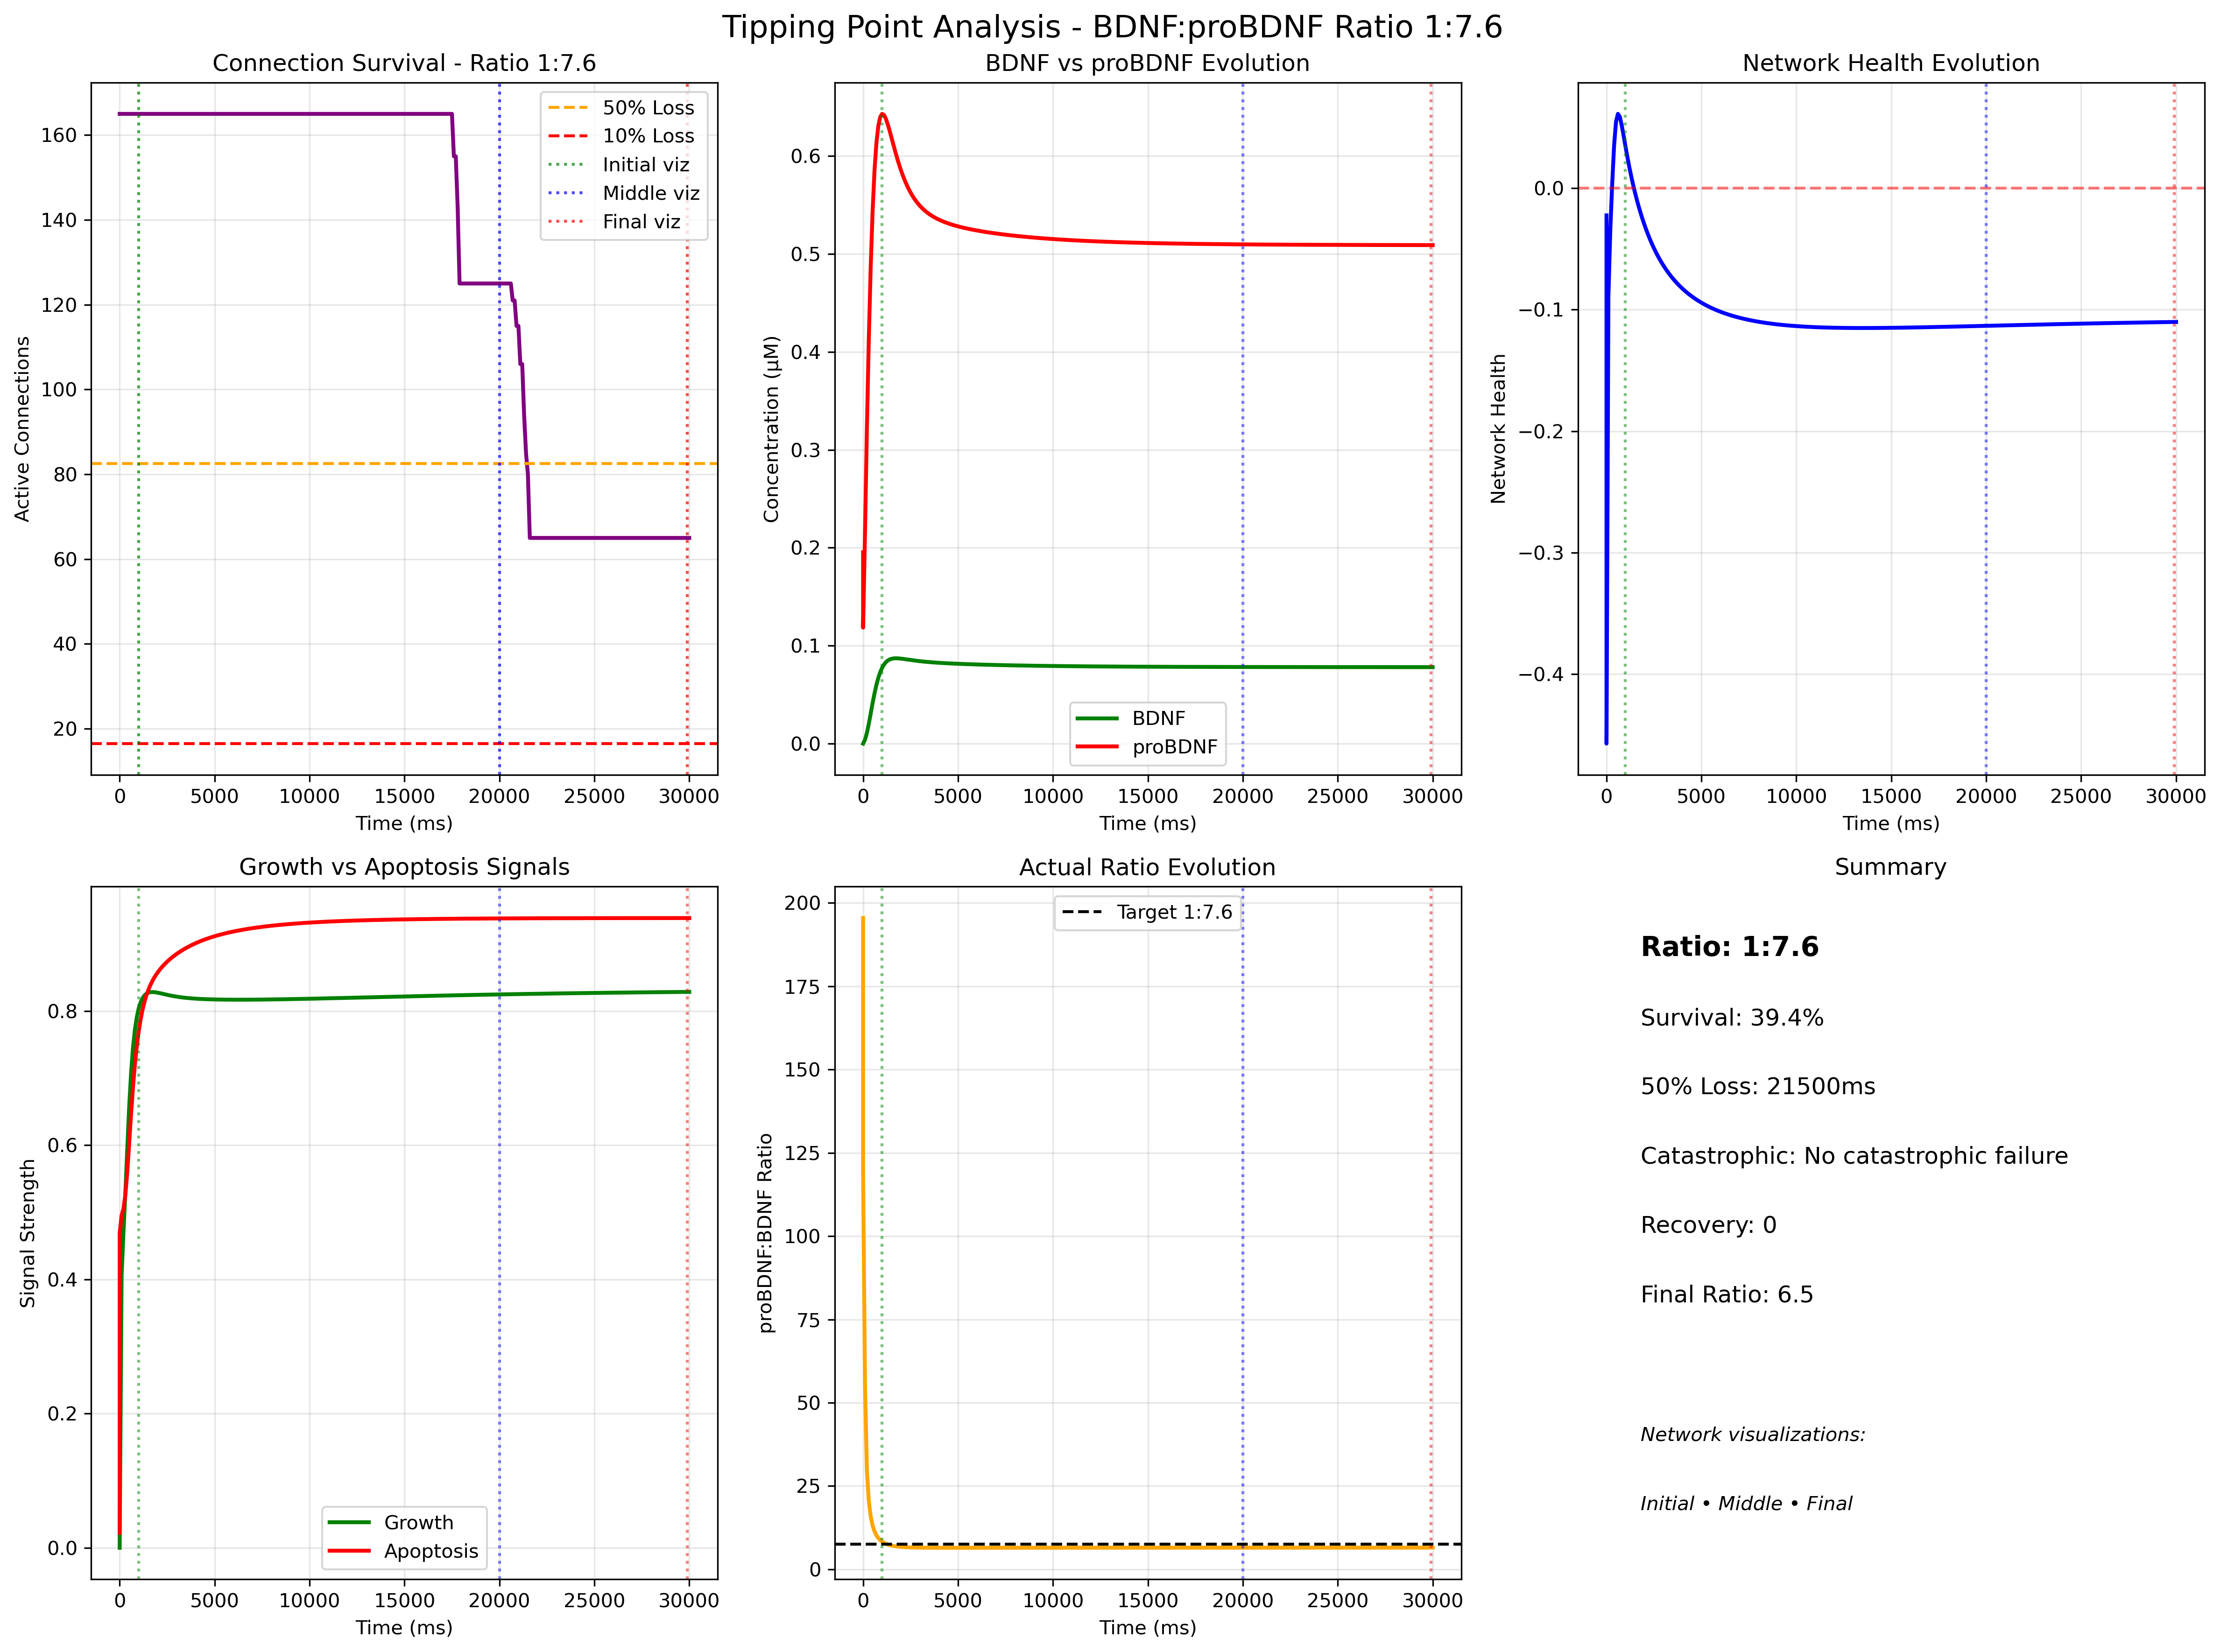 Tipping Point Analysis - BDNF:proBDNF Ratio 1:7.6
Connection Survival - Ratio 1:7.6
Active Connections
160
140
120
100
80
60
40
20
50% Loss
10% Loss
Initial viz
Middle viz
Final viz
0 5000 10000 15000 20000 25000 30000
Time (ms)
BDNF vs proBDNF Evolution
Concentration (μM)
0.6
0.5
0.4
0.3
0.2
0.1
0.0
BDNF
proBDNF
0 5000 10000 15000 20000 25000 30000
Time (ms)
Network Health Evolution
Network Health
0.0
−0.1
−0.2
−0.3
−0.4
0 5000 10000 15000 20000 25000 30000
Time (ms)
Growth vs Apoptosis Signals
Signal Strength
0.8
0.6
0.4
0.2
0.0
Growth
Apoptosis
0 5000 10000 15000 20000 25000 30000
Time (ms)
Actual Ratio Evolution
proBDNF:BDNF Ratio
200
175
150
125
100
75
50
25
0
Target 1:7.6
0 5000 10000 15000 20000 25000 30000
Time (ms)
Summary
Ratio: 1:7.6
Survival: 39.4%
50% Loss: 21500ms
Catastrophic: No catastrophic failure
Recovery: 0
Final Ratio: 6.5
Network visualizations:
Initial • Middle • Final